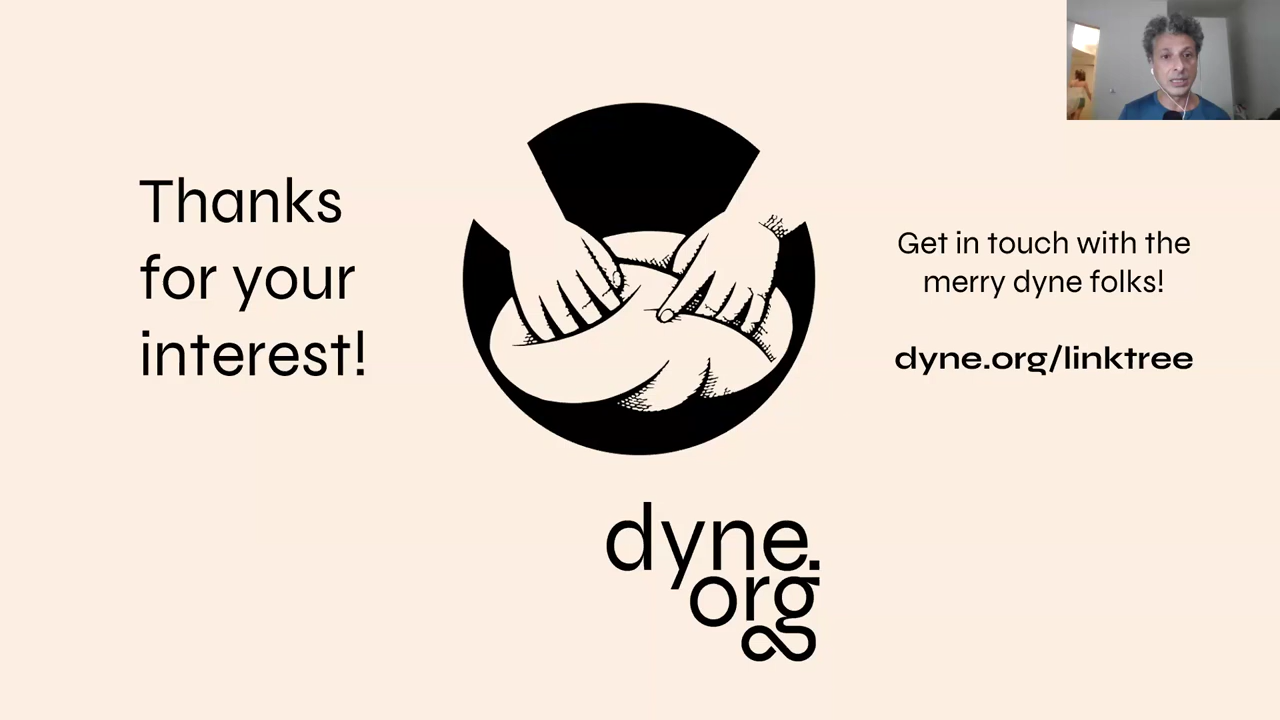 Thanks
for your
interest!
Get in touch with the
merry dyne folks!
dyne.org/linktree
dyne.
org